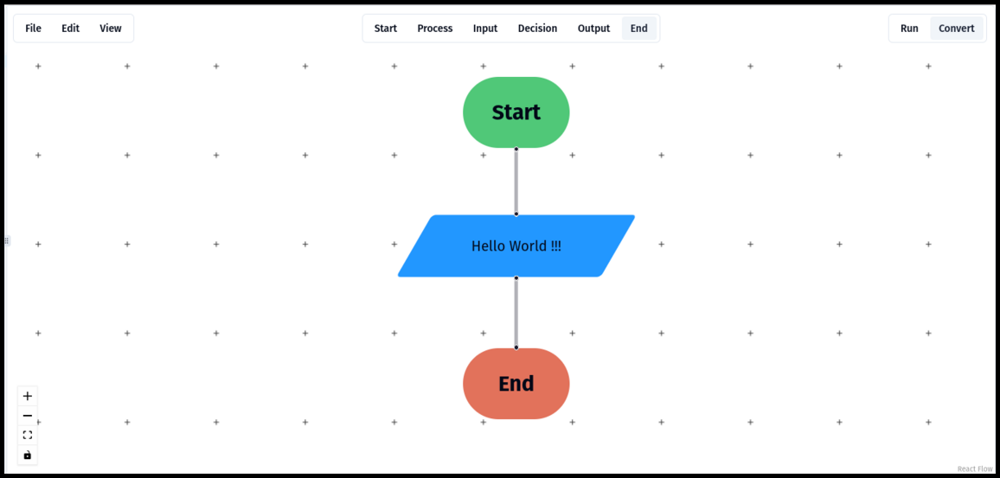 File Edit View Start Process Input Decision Output End Run Convert
Start
Hello World !!!
End
React Flow